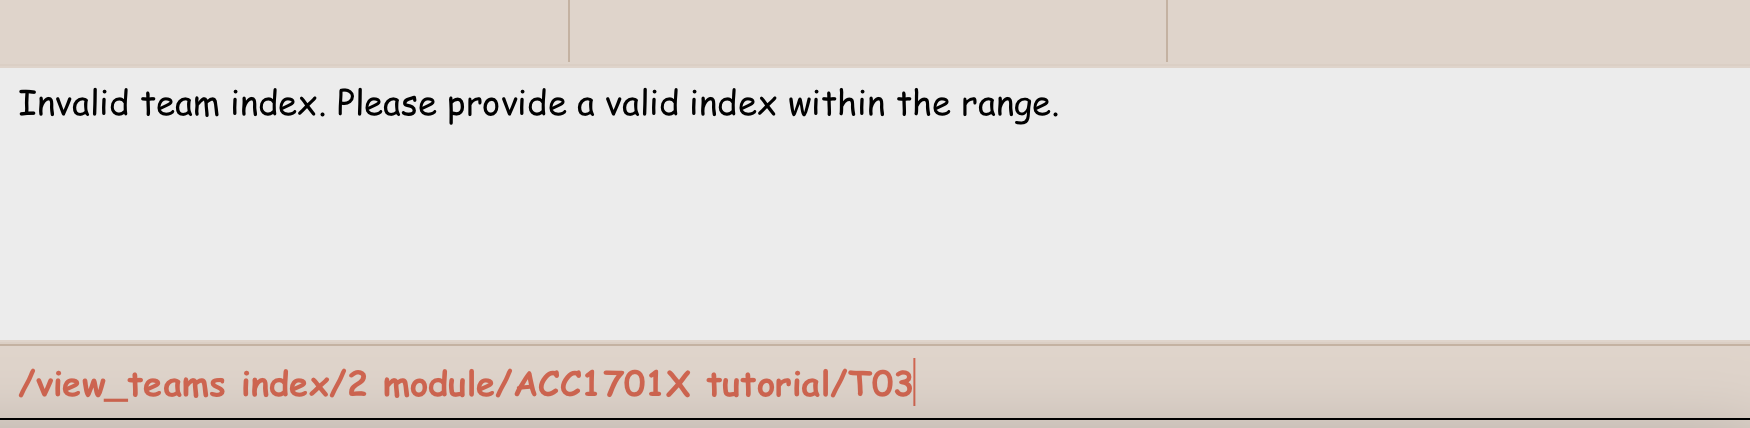 Invalid team index. Please provide a valid index within the range.
/view_teams index/2 module/ACC1701X tutorial/T03